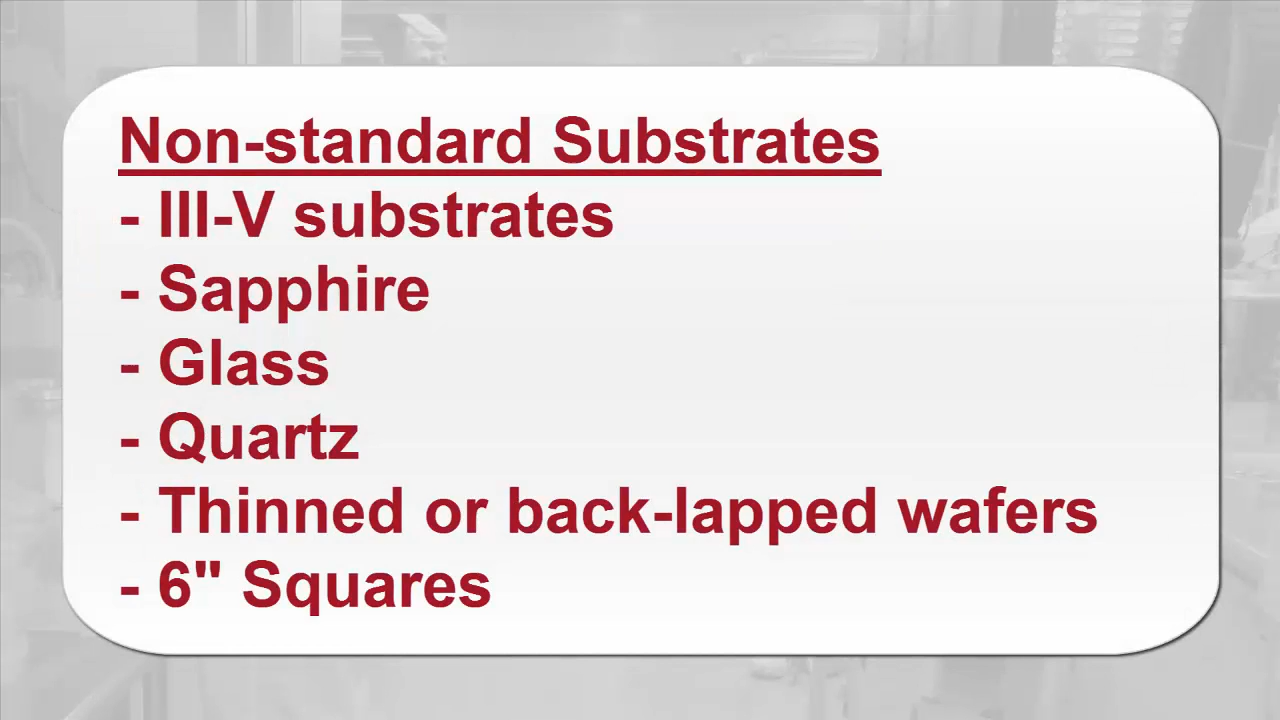 Non-standard Substrates
- III-V substrates
- Sapphire
- Glass
- Quartz
- Thinned or back-lapped wafers
- 6" Squares